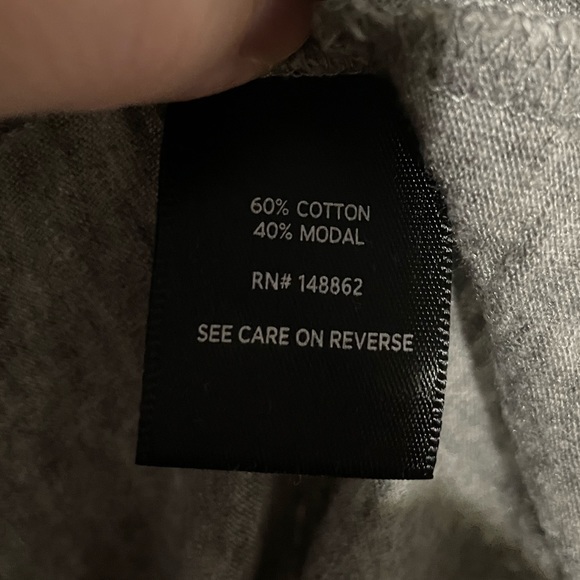 60% COTTON
40% MODAL
RN# 148862
SEE CARE ON REVERSE